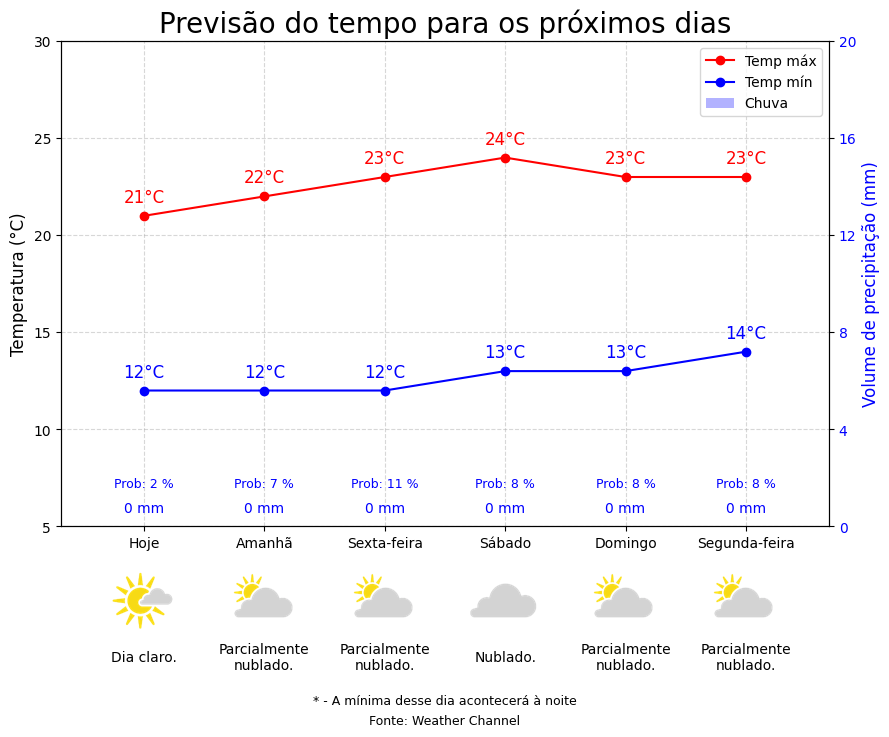 Previsão do tempo para os próximos dias
30
25
20
15
10
5
Temperatura (°C)
20
16
12
8
4
0
Volume de precipitação (mm)
Temp máx
Temp mín
Chuva
21°C 22°C 23°C 24°C 23°C 23°C
12°C 12°C 12°C 13°C 13°C 14°C
Prob: 2 % Prob: 7 % Prob: 11 % Prob: 8 % Prob: 8 % Prob: 8 %
0 mm 0 mm 0 mm 0 mm 0 mm 0 mm
Hoje Amanhã Sexta-feira Sábado Domingo Segunda-feira
Dia claro.
Parcialmente
nublado.
Parcialmente
nublado.
Nublado.
Parcialmente
nublado.
Parcialmente
nublado.
* - A mínima desse dia acontecerá à noite
Fonte: Weather Channel